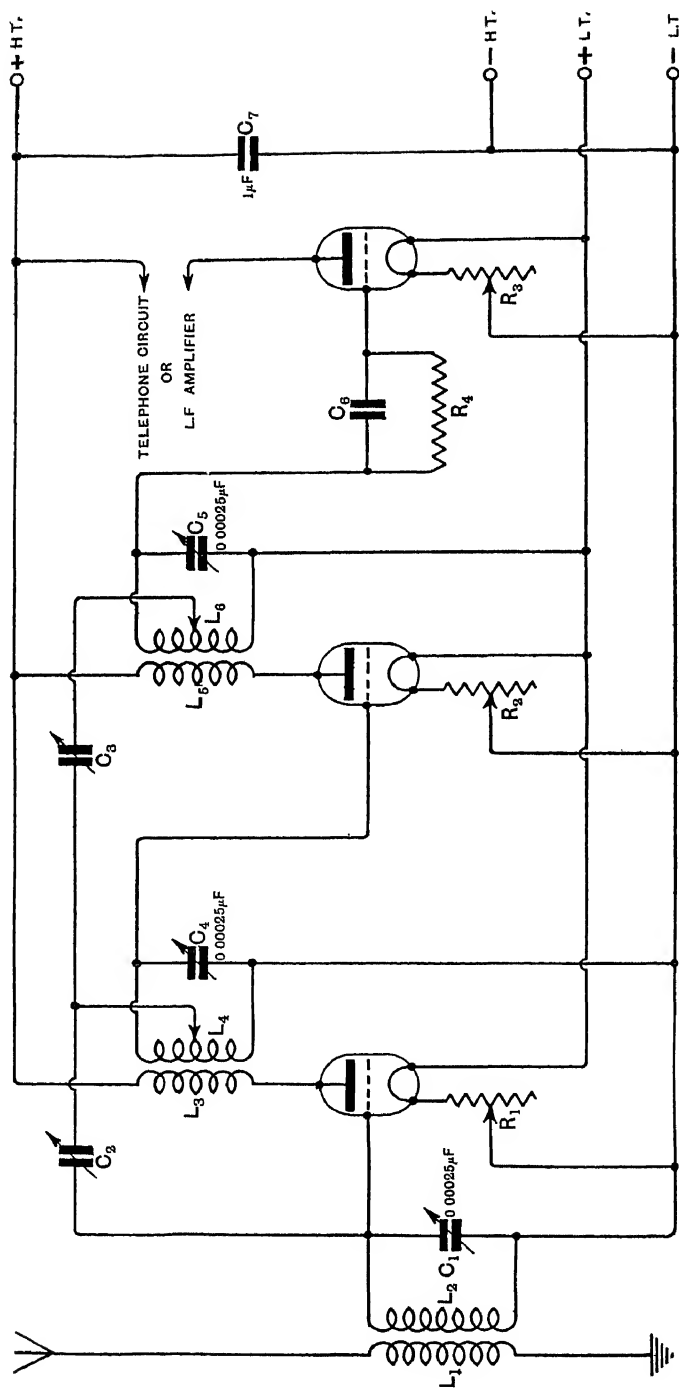 + H T.
- H T.
+ L T.
- L.T
C₇
1µF
TELEPHONE CIRCUIT
OR
L.F AMPLIFIER
R₃
C₆
R₄
C₅
0 00025µF
L₆
L₅
C₃
R₂
C₄
0 00025µF
L₄
L₃
C₂
R₁
C₁
0 00025µF
L₂
L₁